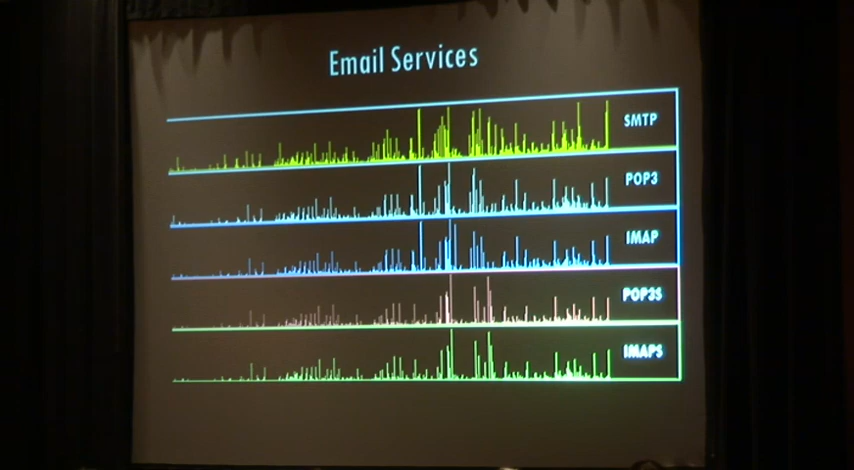 Email Services
SMTP
POP3
IMAP
POP3S
IMAPS